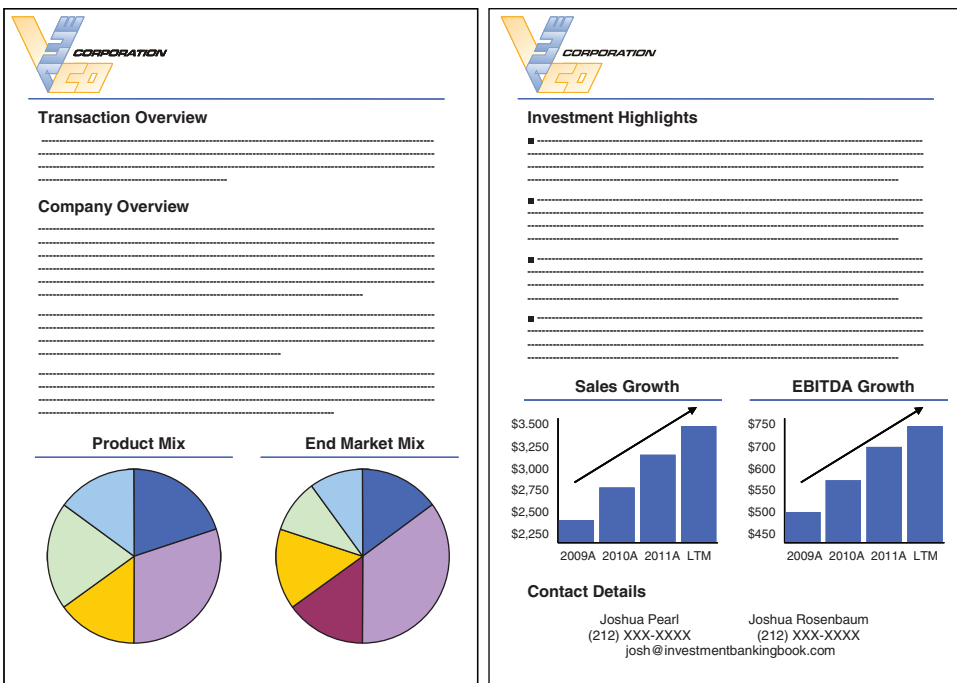 VALUECO
CORPORATION
Transaction Overview
Company Overview
Product Mix
End Market Mix
VALUECO
CORPORATION
Investment Highlights
Sales Growth
$3,500
$3,250
$3,000
$2,750
$2,500
$2,250
2009A 2010A 2011A LTM
EBITDA Growth
$750
$700
$600
$550
$500
$450
2009A 2010A 2011A LTM
Contact Details
Joshua Pearl
(212) XXX-XXXX
Joshua Rosenbaum
(212) XXX-XXXX
josh@investmentbankingbook.com